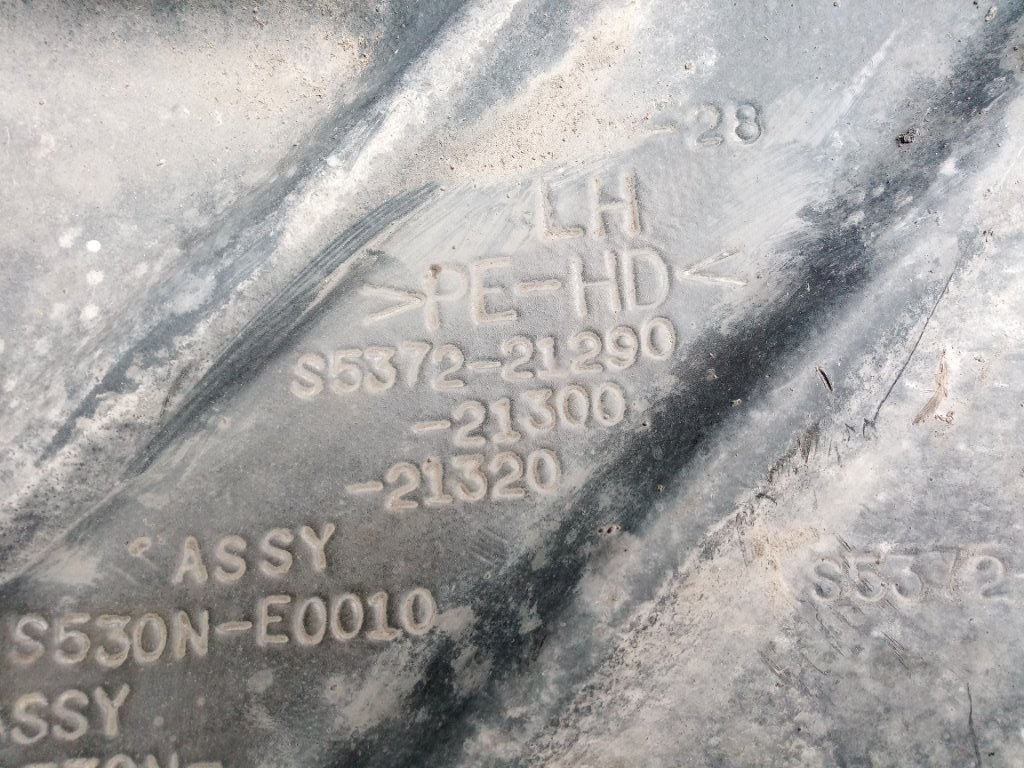 -28
LH
>PE-HD<
S5372-21290
-21300
-21320
ASSY
S530N-E0010
S5372
ASSY